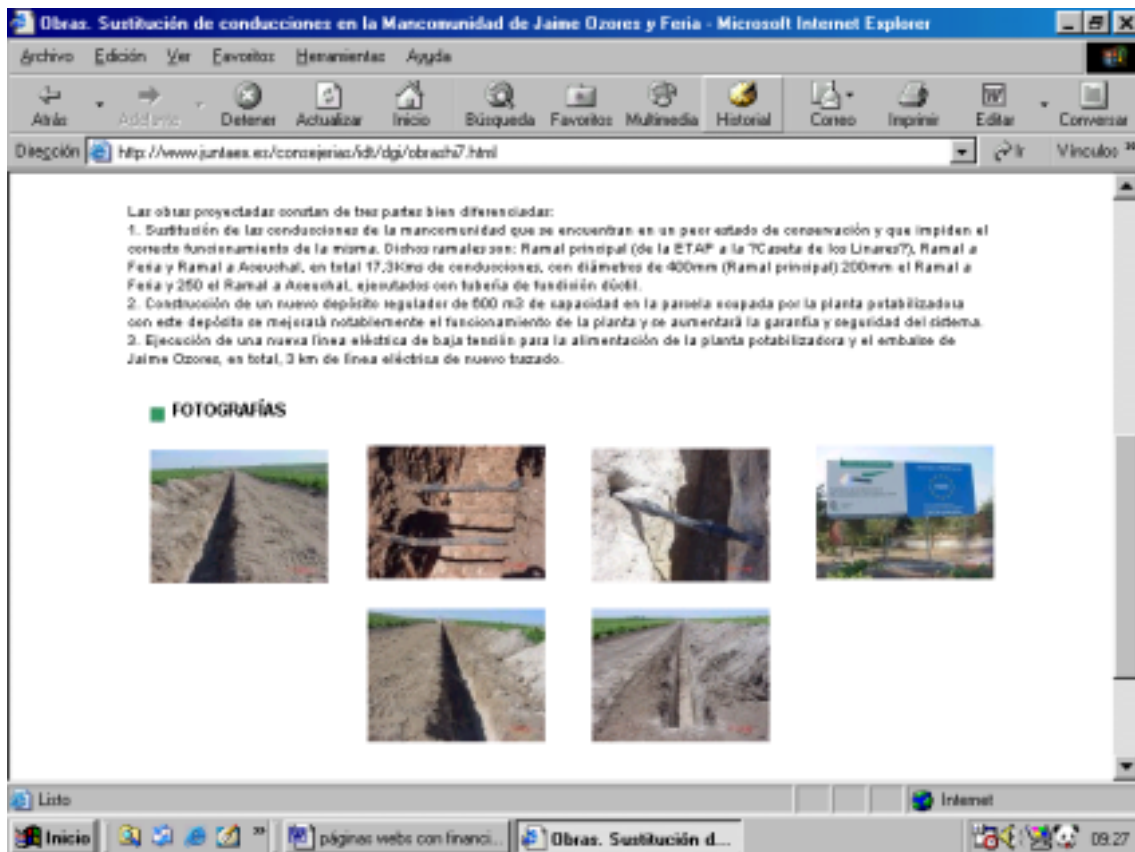 Obras. Sustitución de conducciones en la Mancomunidad de Jaime Ozores y Feria - Microsoft Internet Explorer
Archivo Edición Ver Favoritos Herramientas Ayuda
Atrás Adelante Detener Actualizar Inicio Búsqueda Favoritos Multimedia Historial Correo Imprimir Editar Conversar
Dirección http://www.juntaex.es/consejerias/idt/dgi/obrashi7.html Ir Vínculos »
Las obras proyectadas constan de tres partes bien diferenciadas:
1. Sustitución de las conducciones de la mancomunidad que se encuentran en un peor estado de conservación y que impiden el
correcto funcionamiento de la misma. Dichos ramales son: Ramal principal (de la ETAP a la ?Caseta de los Linares?), Ramal a
Feria y Ramal a Aceuchal, en total 17,3Kms de conducciones, con diámetros de 400mm (Ramal principal) 200mm el Ramal a
Feria y 250 el Ramal a Aceuchal, ejecutados con tubería de fundición dúctil.
2. Construcción de un nuevo depósito regulador de 600 m3 de capacidad en la parcela ocupada por la planta potabilizadora
con este depósito se mejorará notablemente el funcionamiento de la planta y se aumentará la garantía y seguridad del sistema.
3. Ejecución de una nueva línea eléctrica de baja tensión para la alimentación de la planta potabilizadora y el embalse de
Jaime Ozores, en total, 3 km de línea eléctrica de nuevo trazado.
FOTOGRAFÍAS
Listo Internet
Inicio » páginas webs con financi... Obras. Sustitución d... 09:27